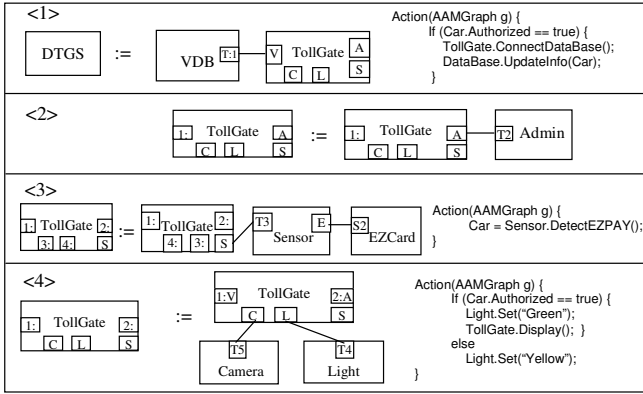 <1>
DTGS := VDB T:1 V TollGate A C L S
Action(AAMGraph g) {
If (Car.Authorized == true) {
TollGate.ConnectDataBase();
DataBase.UpdateInfo(Car);
}
<2>
1: TollGate A C L S := 1: TollGate A C L S T2 Admin
<3>
1: TollGate 2: 3: 4: S := 1: TollGate 2: 4: 3: S T3 Sensor E S2 EZCard
Action(AAMGraph g) {
Car = Sensor.DetectEZPAY();
}
<4>
1: TollGate 2: C L S := 1:V TollGate 2:A C L S
T5 Camera T4 Light
Action(AAMGraph g) {
If (Car.Authorized == true) {
Light.Set("Green");
TollGate.Display(); }
else
Light.Set("Yellow");
}